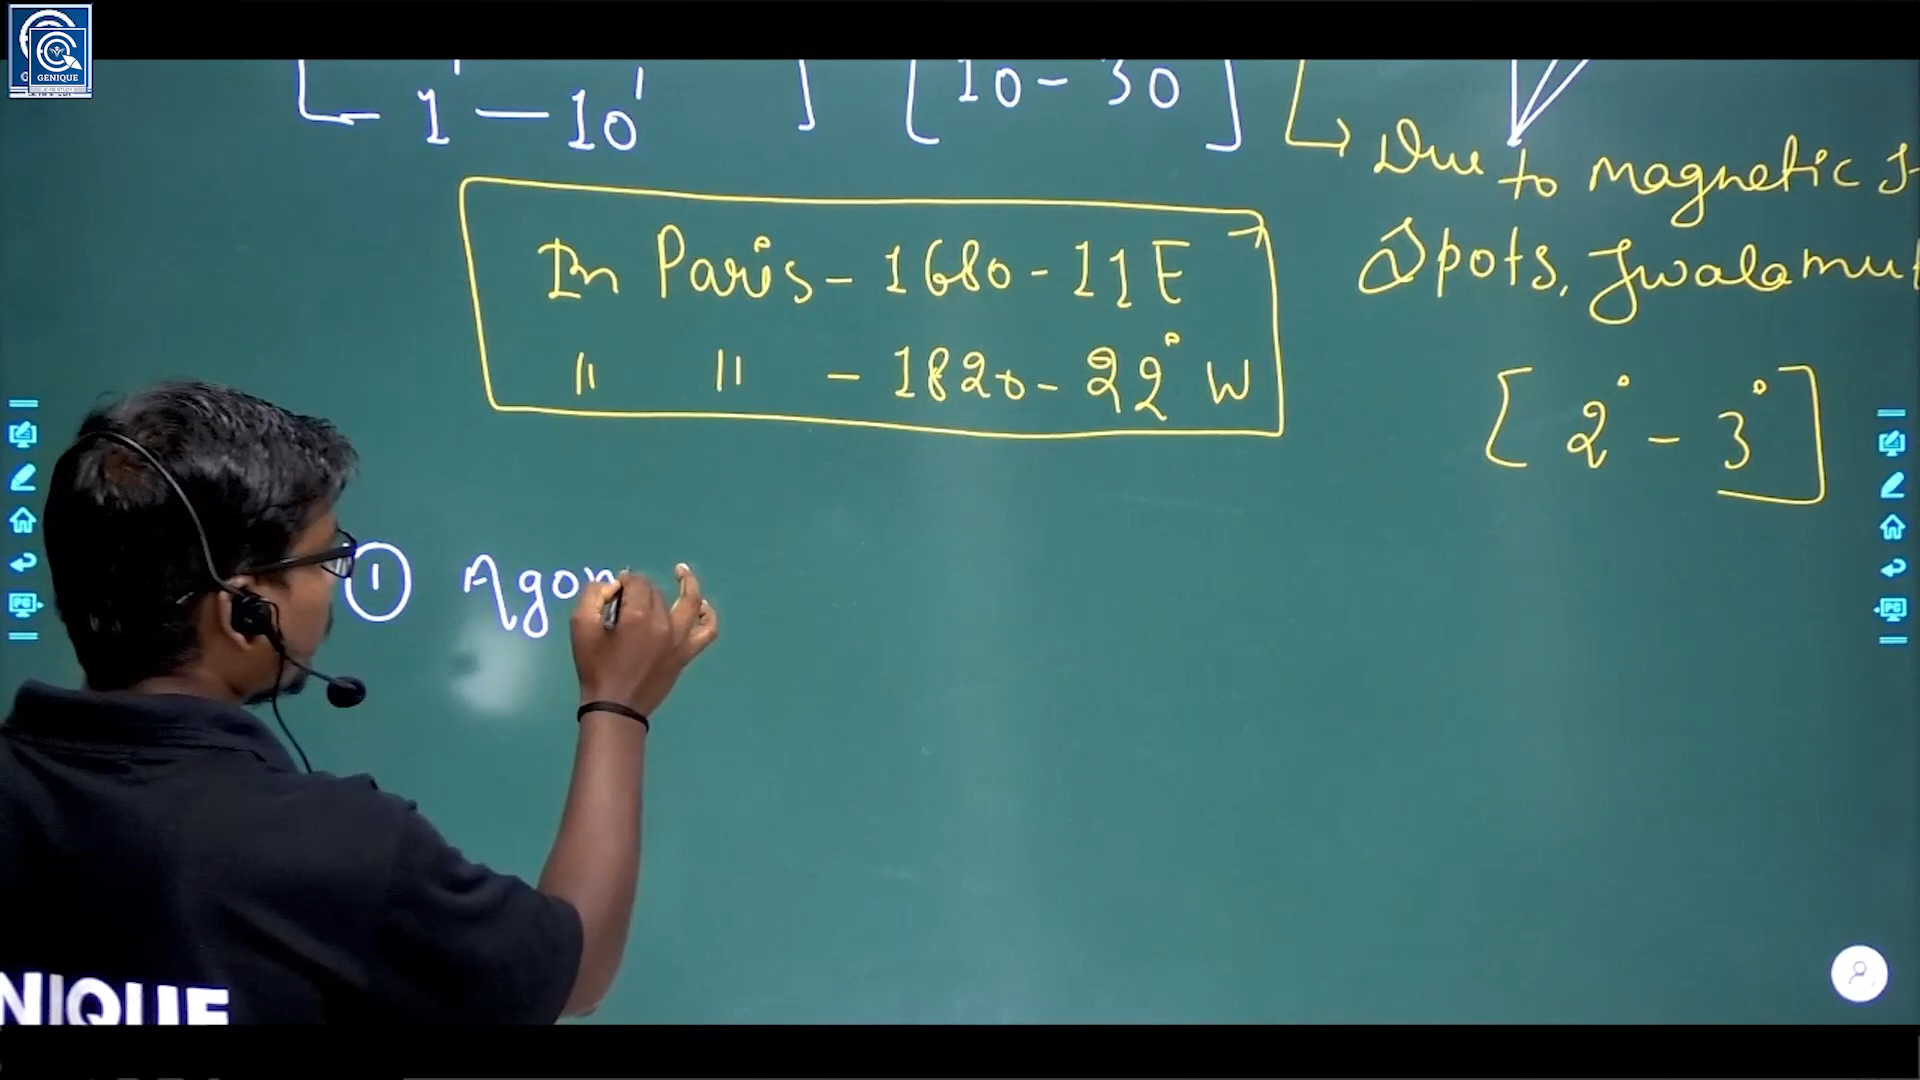 GENIQUE
1 — 10'
[10 - 30]
Due to magnetic
Spots, Jwalamu
In Paris - 1680 - 11 E
" " - 1820 - 22° W
[2° - 3°]
① Agon
NIQUE